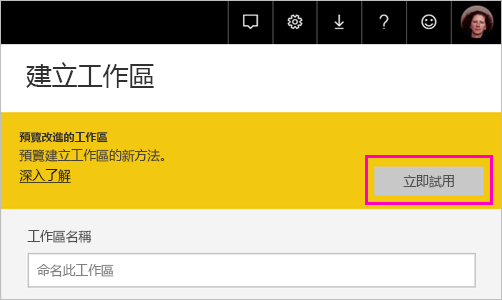 建立工作區
預覽改進的工作區
預覽建立工作區的新方法。
深入了解
立即試用
工作區名稱
命名此工作區